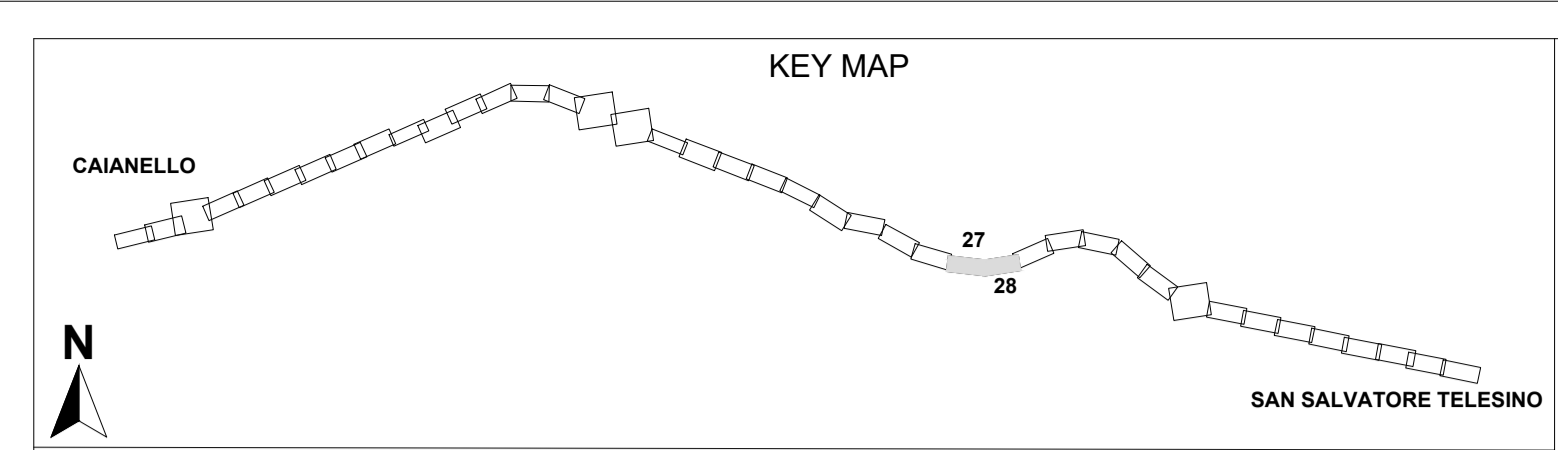 KEY MAP
CAIANELLO
27
28
N
SAN SALVATORE TELESINO